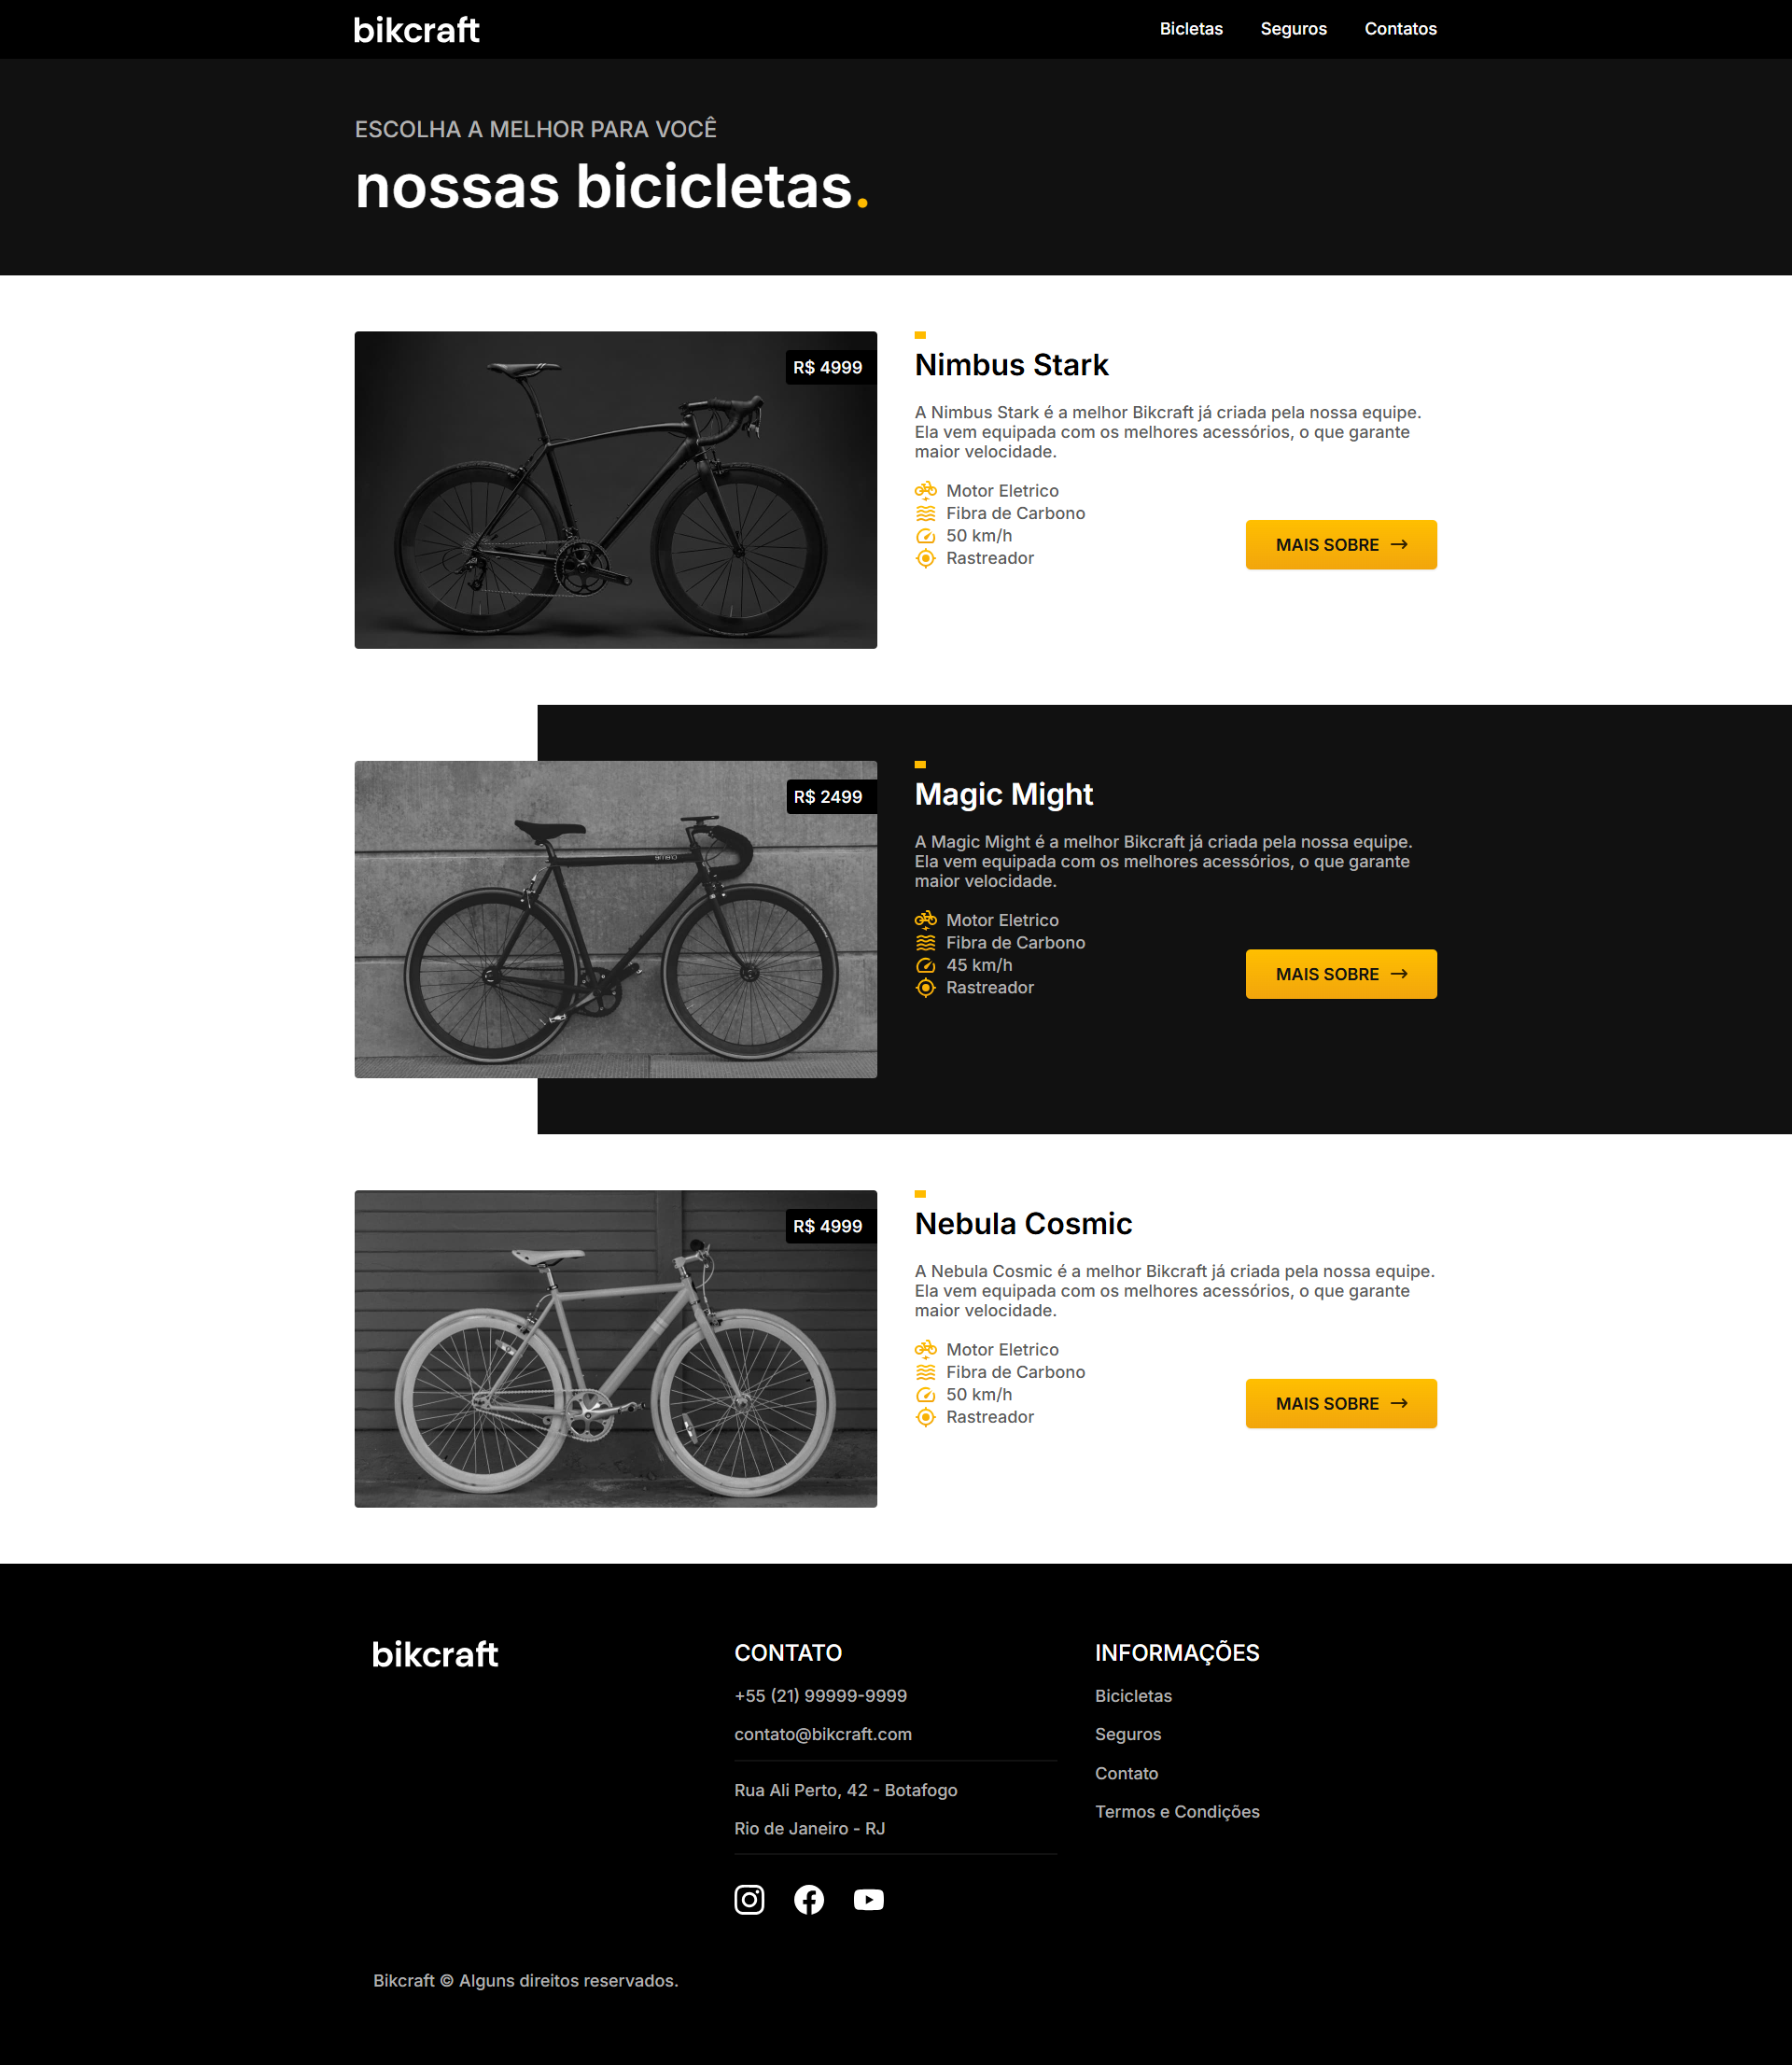 bikcraft
Bicletas
Seguros
Contatos
ESCOLHA A MELHOR PARA VOCÊ
nossas bicicletas.
R$ 4999
Nimbus Stark
A Nimbus Stark é a melhor Bikcraft já criada pela nossa equipe.
Ela vem equipada com os melhores acessórios, o que garante
maior velocidade.
Motor Eletrico
Fibra de Carbono
50 km/h
Rastreador
MAIS SOBRE
R$ 2499
Magic Might
A Magic Might é a melhor Bikcraft já criada pela nossa equipe.
Ela vem equipada com os melhores acessórios, o que garante
maior velocidade.
Motor Eletrico
Fibra de Carbono
45 km/h
Rastreador
MAIS SOBRE
R$ 4999
Nebula Cosmic
A Nebula Cosmic é a melhor Bikcraft já criada pela nossa equipe.
Ela vem equipada com os melhores acessórios, o que garante
maior velocidade.
Motor Eletrico
Fibra de Carbono
50 km/h
Rastreador
MAIS SOBRE
bikcraft
CONTATO
+55 (21) 99999-9999
contato@bikcraft.com
Rua Ali Perto, 42 - Botafogo
Rio de Janeiro - RJ
INFORMAÇÕES
Bicicletas
Seguros
Contato
Termos e Condições
Bikcraft © Alguns direitos reservados.